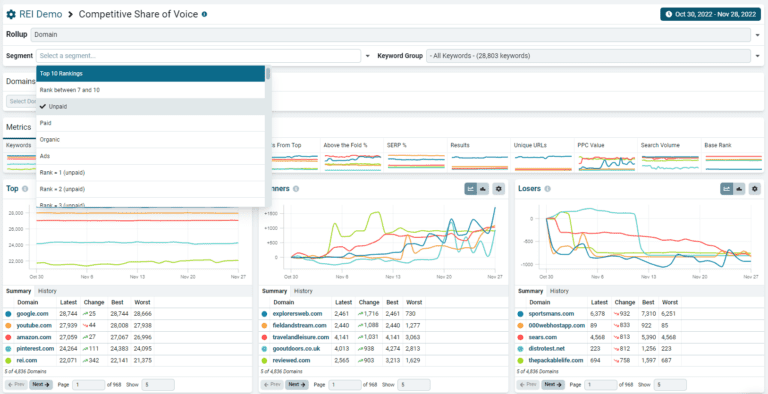 REI Demo > Competitive Share of Voice
Oct 30, 2022 - Nov 28, 2022
Rollup Domain
Segment Select a segment...
Keyword Group - All Keywords - (28,803 keywords)
Top 10 Rankings
Rank between 7 and 10
Unpaid
Paid
Organic
Ads
Rank = 1 (unpaid)
Rank = 2 (unpaid)
Rank = 3 (unpaid)
Domains
Select Do
Metrics
Keywords
s From Top Above the Fold % SERP % Results Unique URLs PPC Value Search Volume Base Rank
Top
26,000
24,000
22,000
Oct 30 Nov 6 Nov 13 Nov 20 Nov 27
Summary History
Domain Latest Change Best Worst
google.com 28,744 25 28,744 28,666
youtube.com 27,939 44 28,008 27,938
amazon.com 27,059 27 27,067 26,996
pinterest.com 24,264 111 24,383 24,095
rei.com 22,071 342 22,141 21,375
5 of 4,836 Domains
Prev Next Page 1 of 968 Show 5
nners
+1800
+1200
+600
0
Oct 30 Nov 6 Nov 13 Nov 20 Nov 27
Summary History
Domain Latest Change Best Worst
explorersweb.com 2,461 1,716 2,461 730
fieldandstream.com 2,440 1,088 2,440 1,277
travelandleisure.com 4,141 1,031 4,141 3,063
gooutdoors.co.uk 4,013 938 4,274 2,813
reviewed.com 2,565 903 3,213 1,629
5 of 4,836 Domains
Prev Next Page 1 of 968 Show 5
Losers
0
-500
-1000
Oct 30 Nov 6 Nov 13 Nov 20 Nov 27
Summary History
Domain Latest Change Best Worst
sportsmans.com 6,378 932 7,310 6,251
000webhostapp.com 89 833 922 85
sears.com 4,568 813 5,390 4,568
distrotest.net 223 812 1,256 223
thepackablelife.com 694 758 1,597 687
5 of 4,836 Domains
Prev Next Page 1 of 968 Show 5